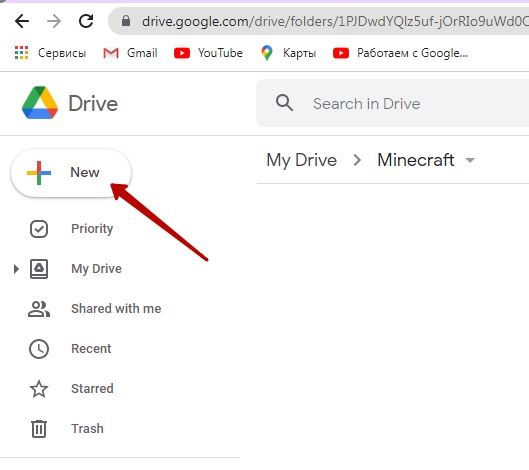 drive.google.com/drive/folders/1PJDwdYQlz5uf-jOrRIo9uWd0C
Сервисы Gmail YouTube Карты Работаем с Google...
Drive
Search in Drive
New
My Drive > Minecraft
Priority
My Drive
Shared with me
Recent
Starred
Trash